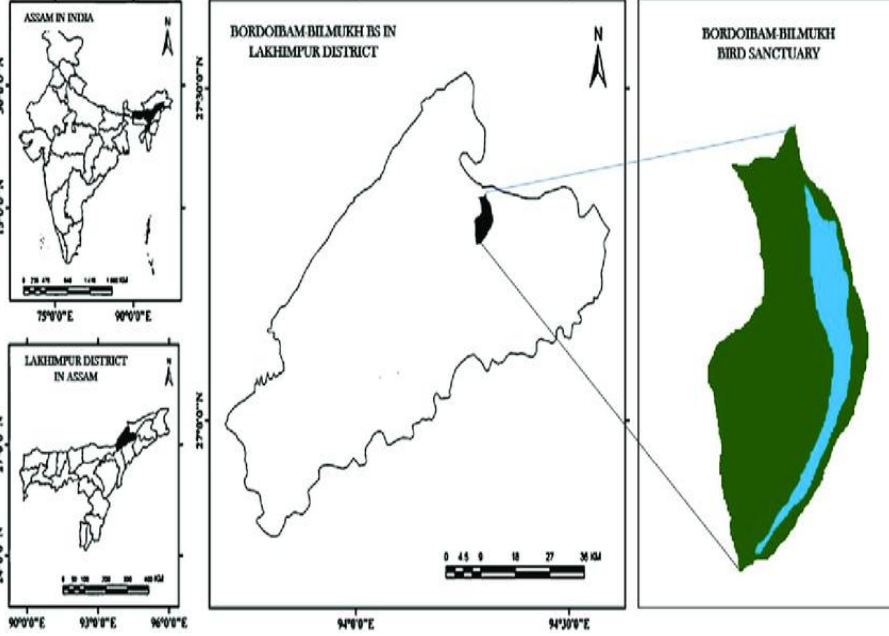 ASSAM IN INDIA
N
75°0'0"E
90°0'0"E
LAKHIMPUR DISTRICT
IN ASSAM
N
90°0'0"E
93°0'0"E
96°0'0"E
BORDOIBAM-BILMUKH BS IN
LAKHIMPUR DISTRICT
N
27°30'0"N
27°0'0"N
0 4.5 9 18 27 36 KM
94°0'0"E
94°30'0"E
BORDOIBAM-BILMUKH
BIRD SANCTUARY